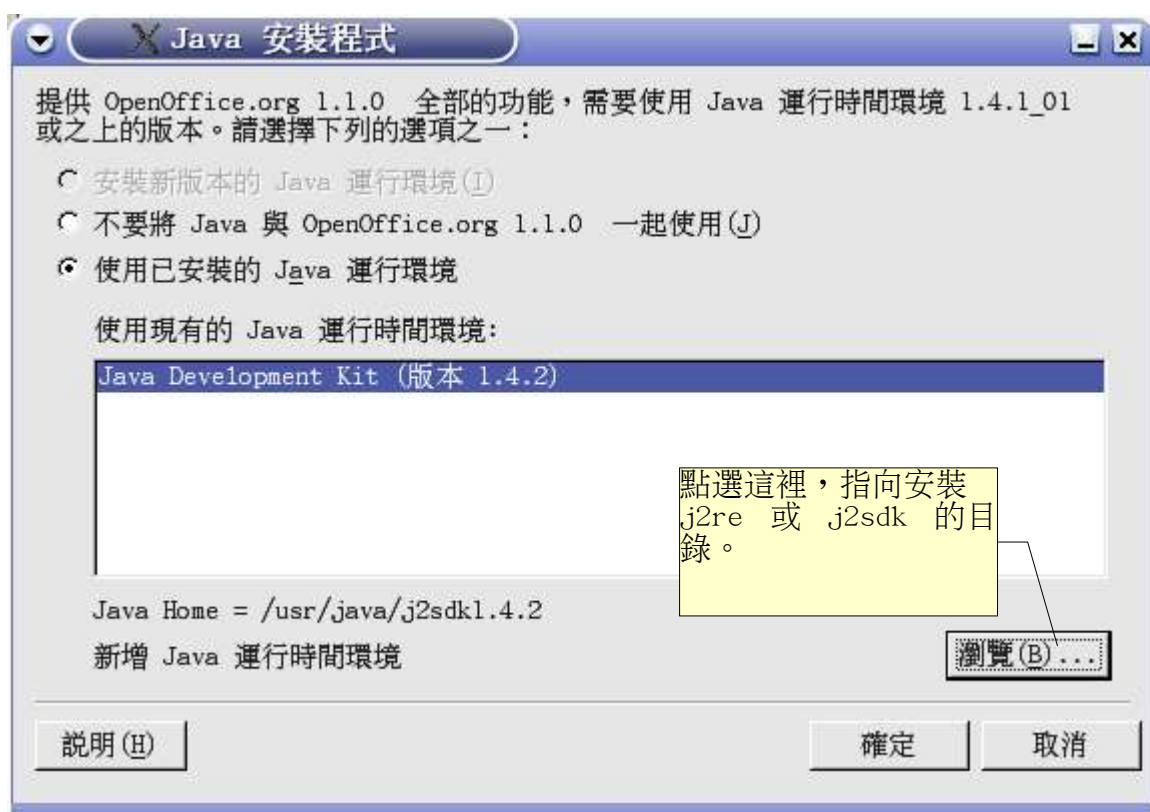 Java 安裝程式
提供 OpenOffice.org 1.1.0 全部的功能，需要使用 Java 運行時間環境 1.4.1_01
或之上的版本。請選擇下列的選項之一：
安裝新版本的 Java 運行環境(I)
不要將 Java 與 OpenOffice.org 1.1.0 一起使用(J)
使用已安裝的 Java 運行環境
使用現有的 Java 運行時間環境:
Java Development Kit (版本 1.4.2)
點選這裡，指向安裝
j2re 或 j2sdk 的目
錄。
Java Home = /usr/java/j2sdk1.4.2
新增 Java 運行時間環境
瀏覽(B)...
説明(H)
確定
取消